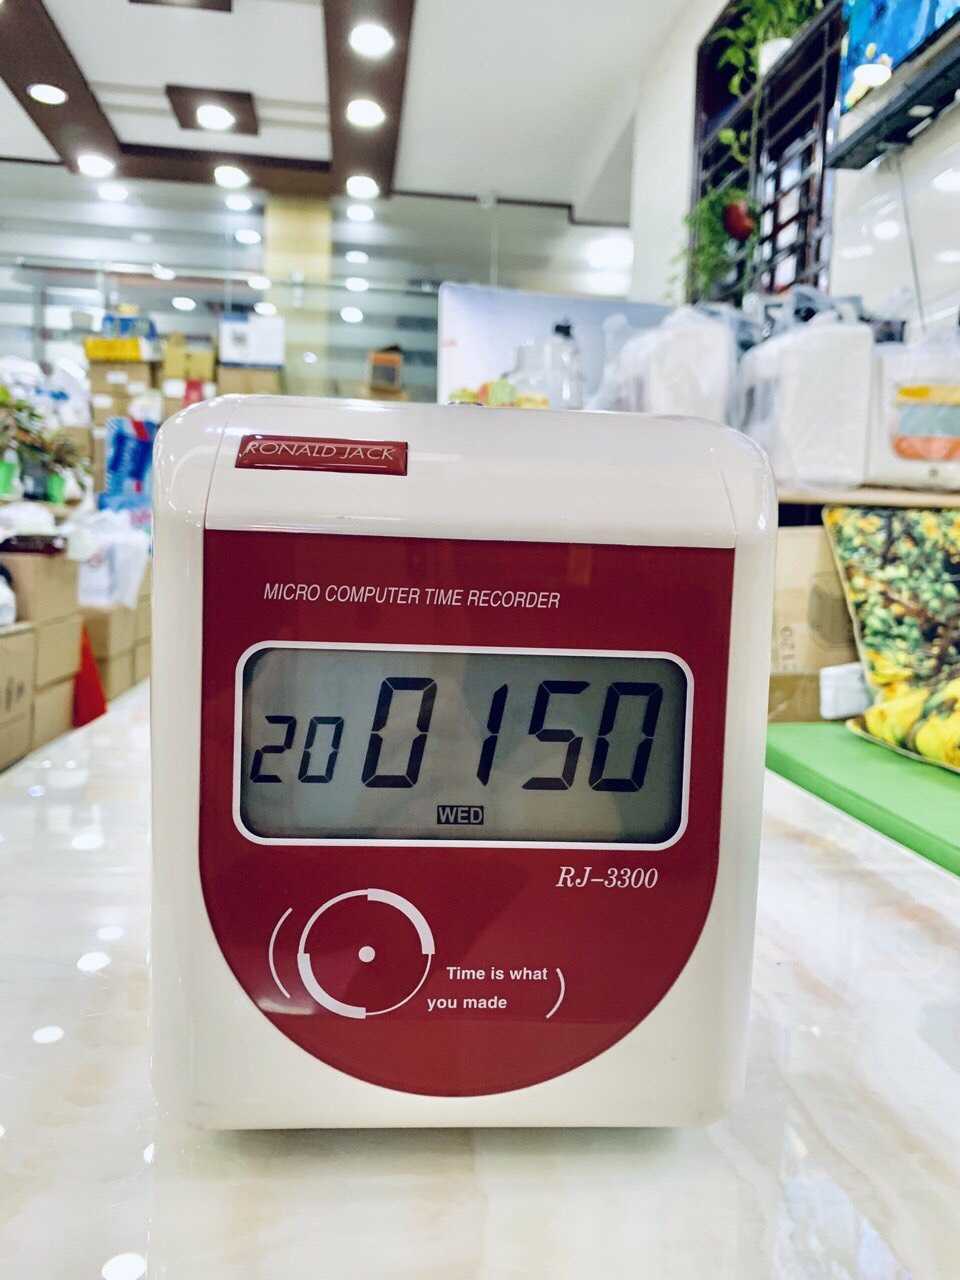 RONALD JACK
MICRO COMPUTER TIME RECORDER
20 0150
WED
RJ-3300
Time is what
you made